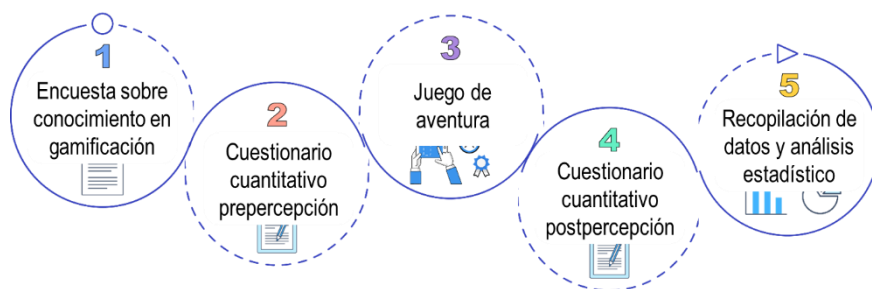 1
Encuesta sobre
conocimiento en
gamificación
2
Cuestionario
cuantitativo
prepercepción
3
Juego de
aventura
4
Cuestionario
cuantitativo
postpercepción
5
Recopilación de
datos y análisis
estadístico